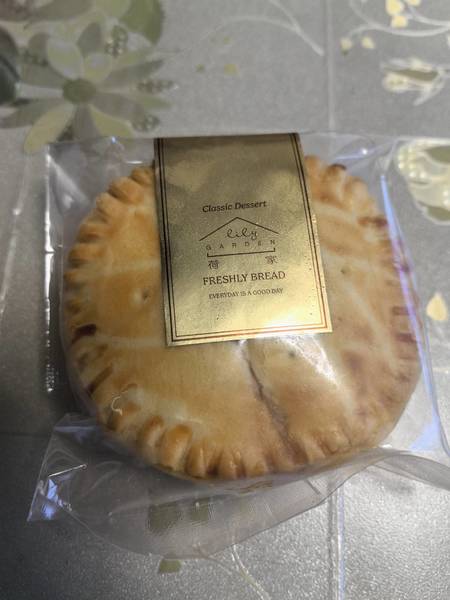 Classic Dessert
lily
GARDEN
荷 家
FRESHLY BREAD
EVERYDAY IS A GOOD DAY